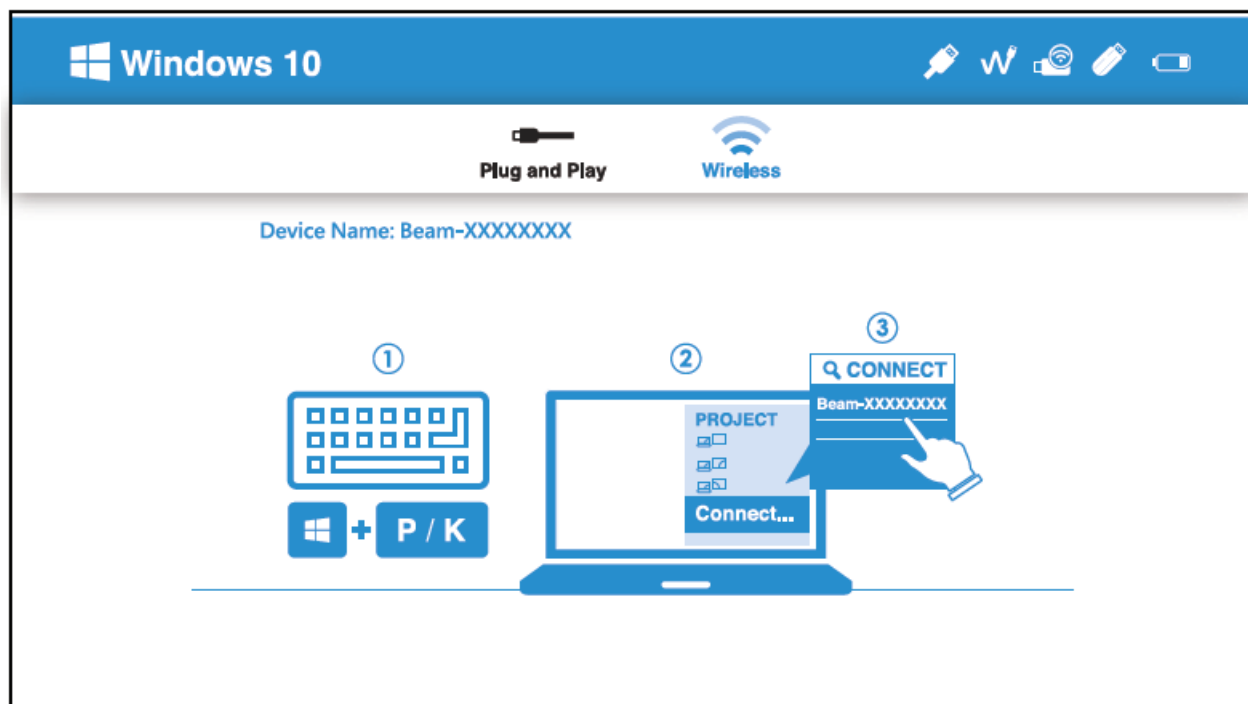 Windows 10
Plug and Play
Wireless
Device Name: Beam-XXXXXXXX
①
②
③
PROJECT
Connect...
CONNECT
Beam-XXXXXXXX
+ P / K